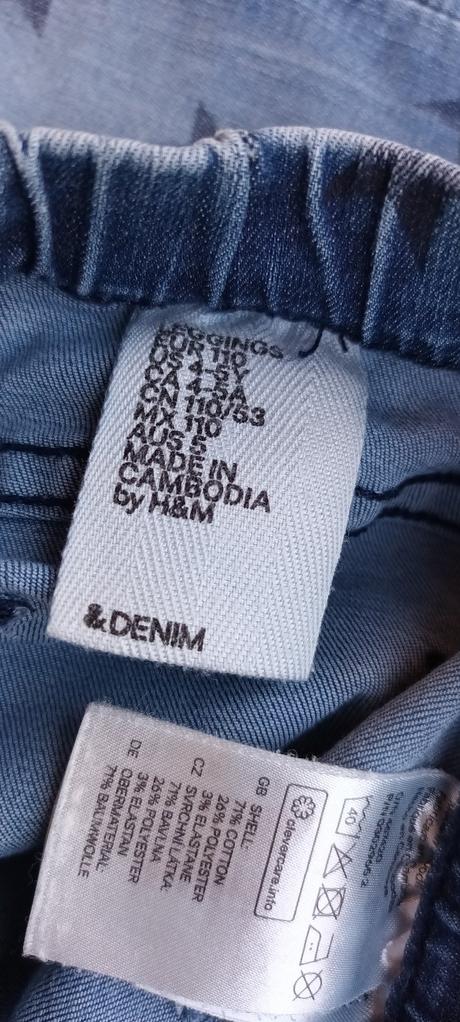 LEGGINGS
EUR 110
US 4-5Y
CA 4-5A
CN 110/53
MX 110
AUS 5
MADE IN
CAMBODIA
by H&M
&DENIM
40
clevercare.info
GB SHELL:
71% COTTON
26% POLYESTER
3% ELASTANE
CZ SVRCHNÍ LÁTKA:
71% BAVLNA
26% POLYESTER
3% ELASTAN
DE OBERMATERIAL:
71% BAUMWOLLE